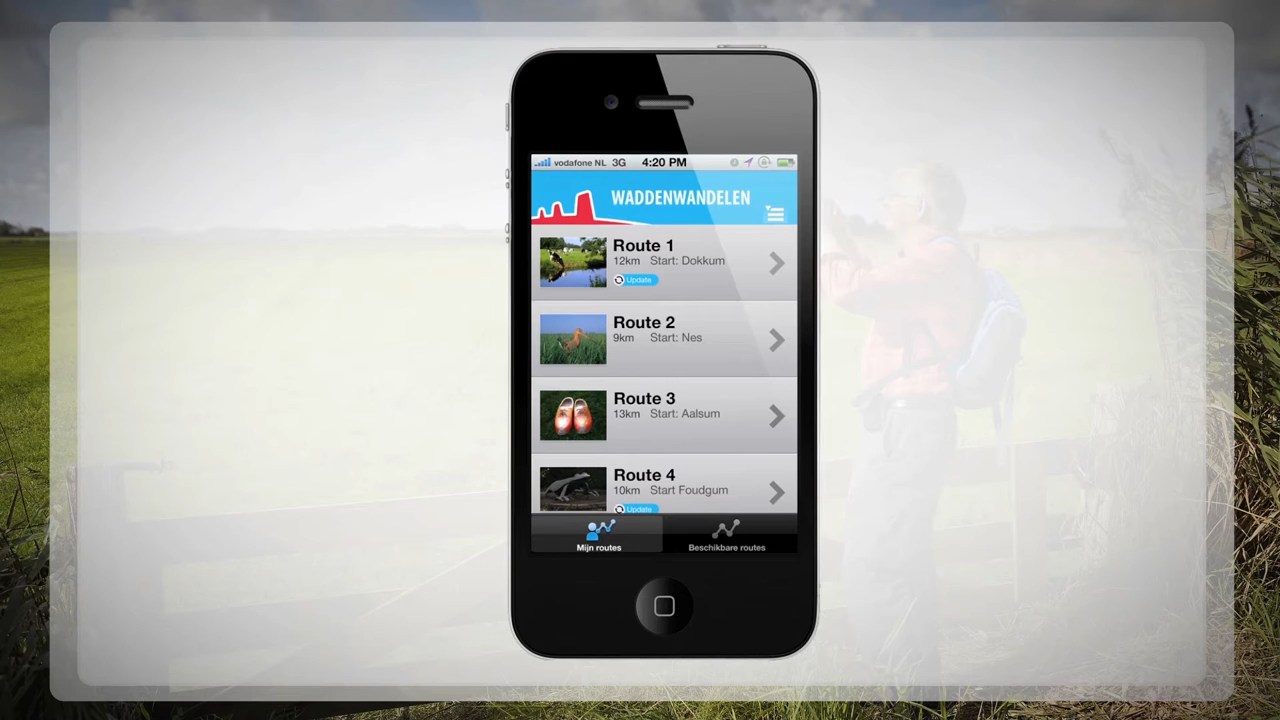 vodafone NL 3G 4:20 PM
WADDENWANDELEN
Route 1
12km Start: Dokkum
Update
Route 2
9km Start: Nes
Route 3
13km Start: Aalsum
Route 4
10km Start Foudgum
Update
Mijn routes Beschikbare routes